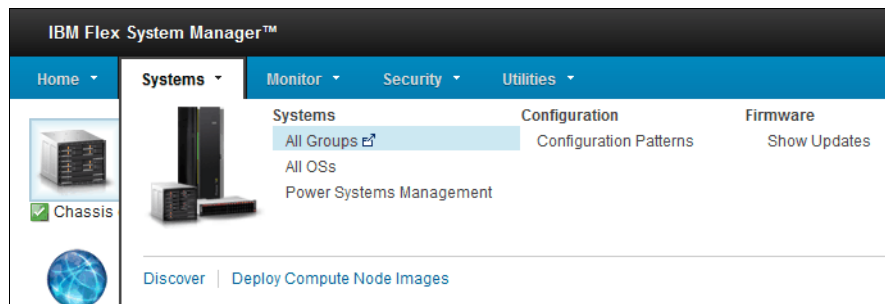 IBM Flex System Manager™
Home Systems Monitor Security Utilities
Systems Configuration Firmware
All Groups Configuration Patterns Show Updates
All OSs
Power Systems Management
Chassis
Discover Deploy Compute Node Images